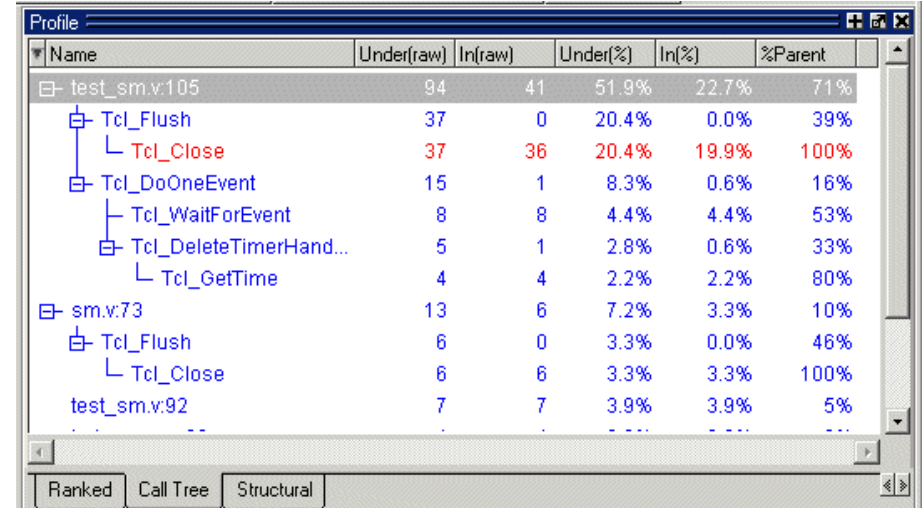 Profile
Name Under(raw) In(raw) Under(%) In(%) %Parent
test_sm.v:105 94 41 51.9% 22.7% 71%
Tcl_Flush 37 0 20.4% 0.0% 39%
Tcl_Close 37 36 20.4% 19.9% 100%
Tcl_DoOneEvent 15 1 8.3% 0.6% 16%
Tcl_WaitForEvent 8 8 4.4% 4.4% 53%
Tcl_DeleteTimerHand... 5 1 2.8% 0.6% 33%
Tcl_GetTime 4 4 2.2% 2.2% 80%
sm.v:73 13 6 7.2% 3.3% 10%
Tcl_Flush 6 0 3.3% 0.0% 46%
Tcl_Close 6 6 3.3% 3.3% 100%
test_sm.v:92 7 7 3.9% 3.9% 5%
Ranked Call Tree Structural